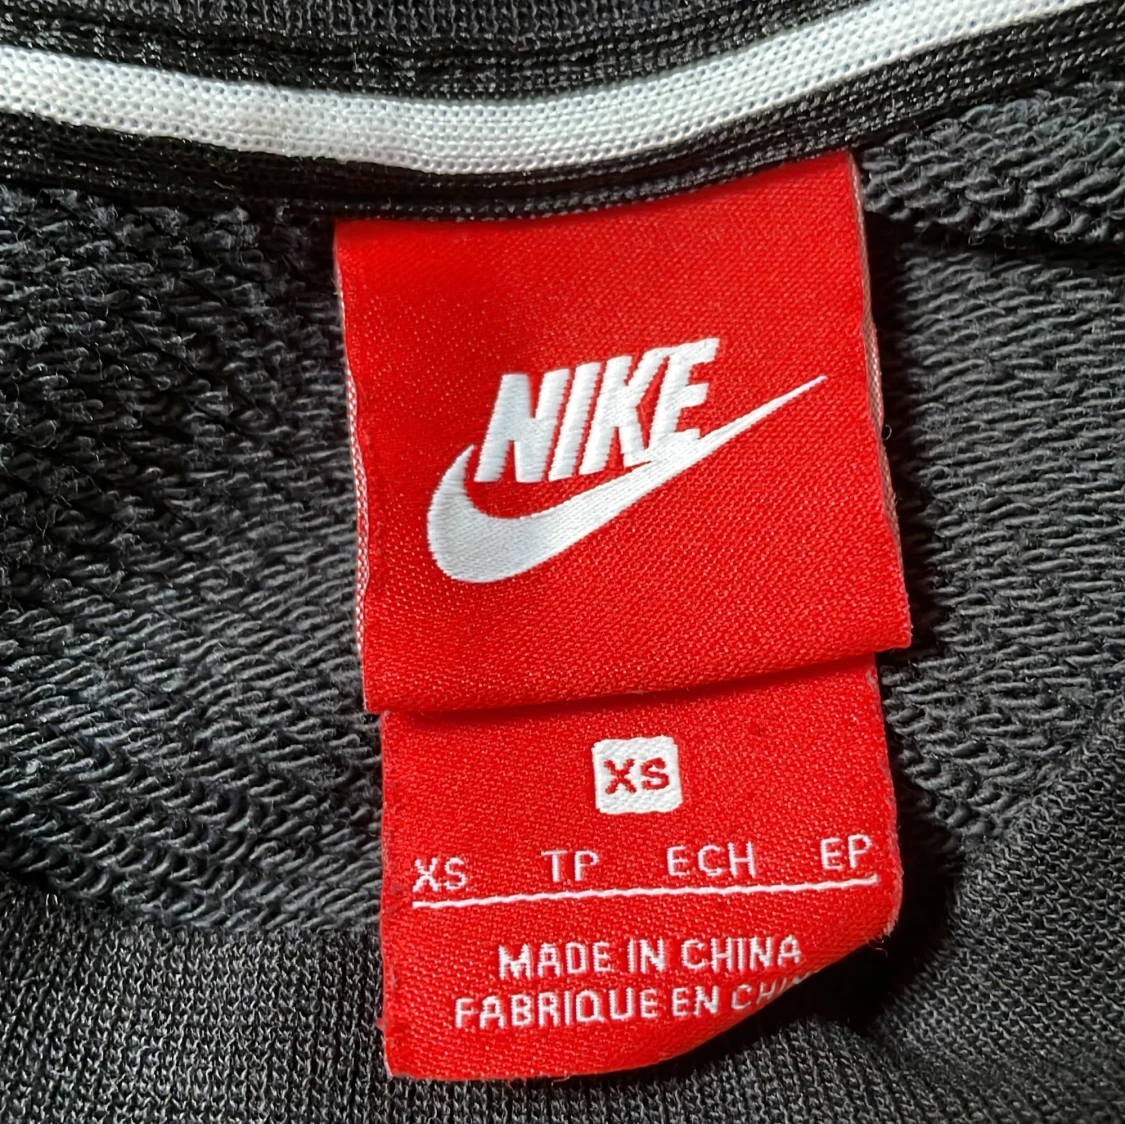 NIKE
XS
XS TP ECH EP
MADE IN CHINA
FABRIQUE EN